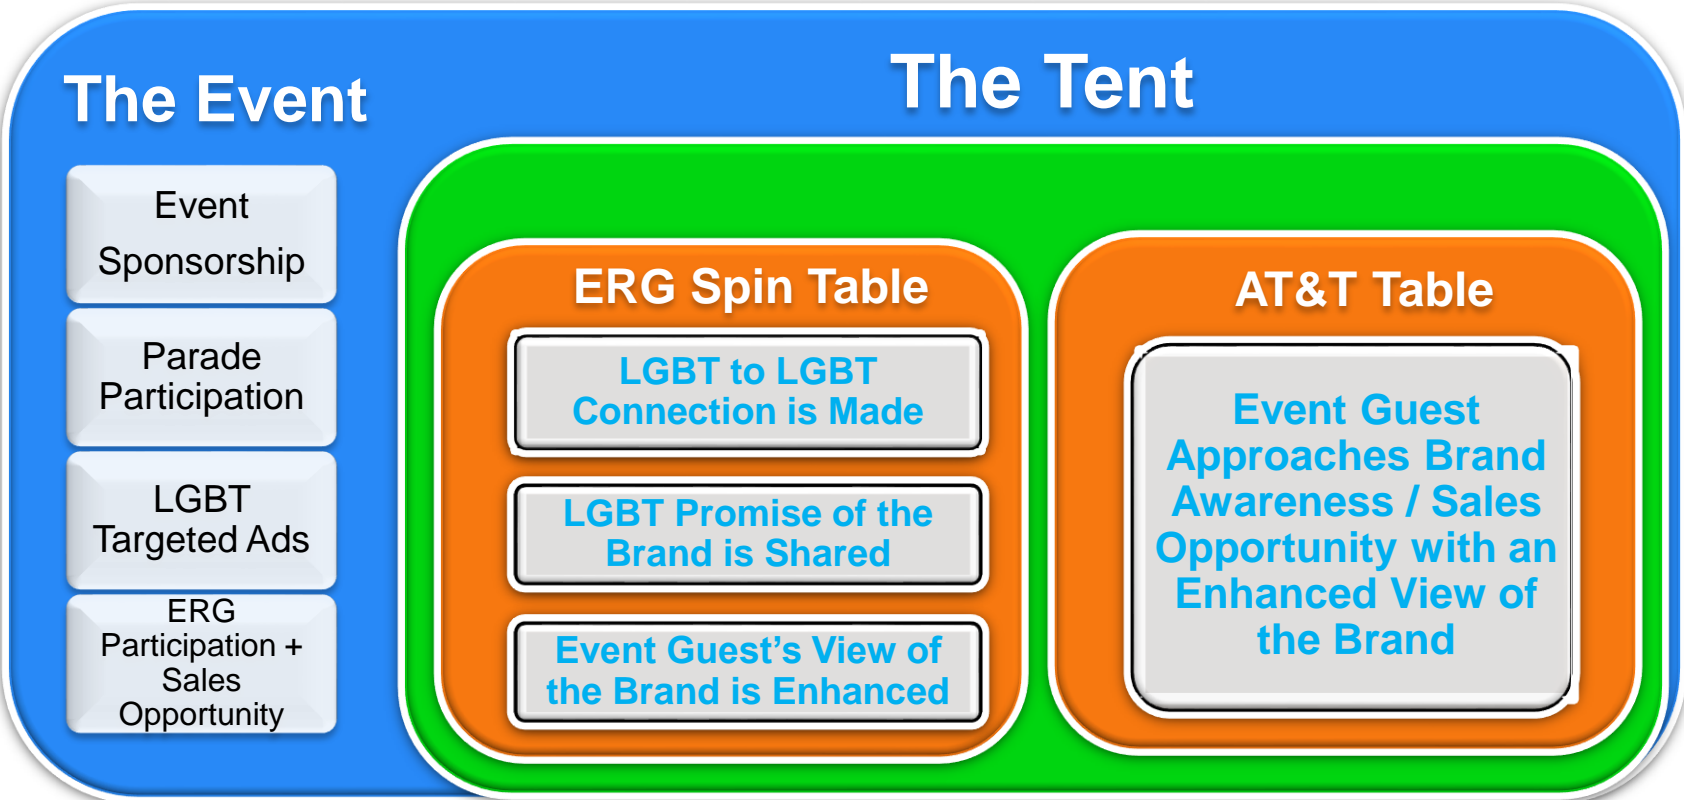 The Event
Event
Sponsorship
Parade
Participation
LGBT
Targeted Ads
ERG
Participation +
Sales
Opportunity
The Tent
ERG Spin Table
LGBT to LGBT
Connection is Made
LGBT Promise of the
Brand is Shared
Event Guest’s View of
the Brand is Enhanced
AT&T Table
Event Guest
Approaches Brand
Awareness / Sales
Opportunity with an
Enhanced View of
the Brand